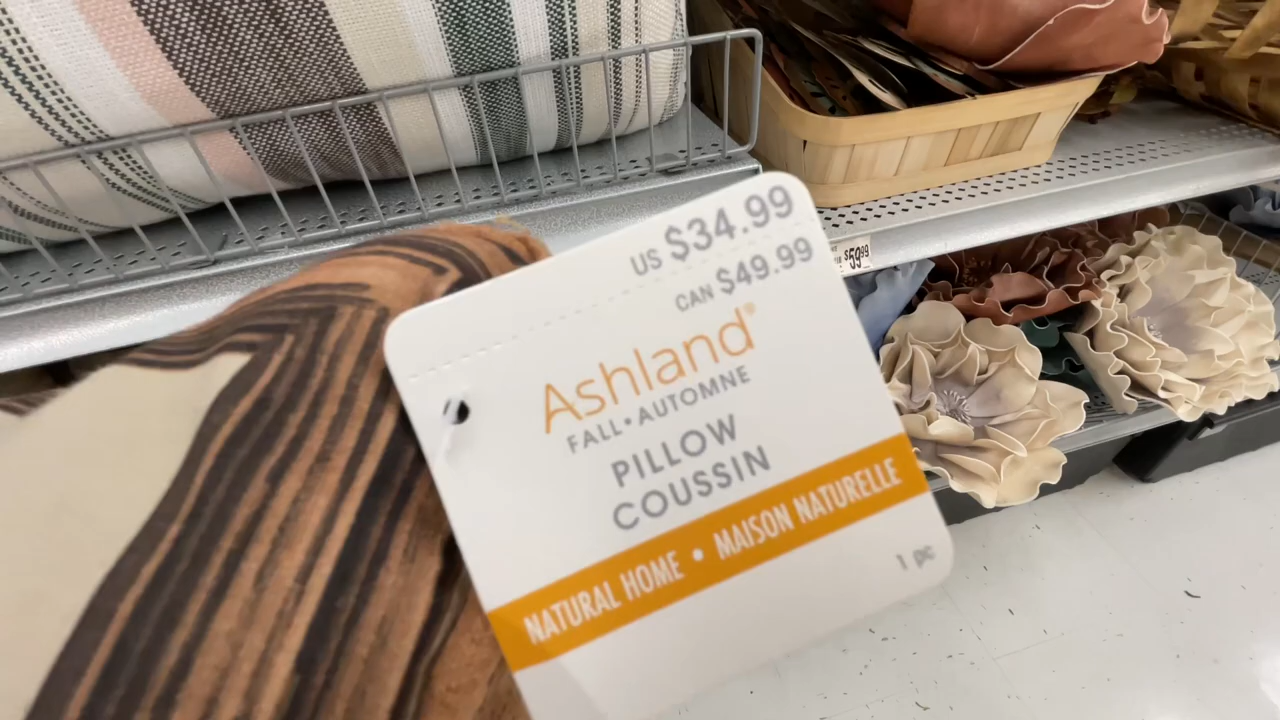 US $34.99
CAN $49.99
Ashland®
FALL•AUTOMNE
PILLOW
COUSSIN
NATURAL HOME • MAISON NATURELLE
1 pc
$59.99